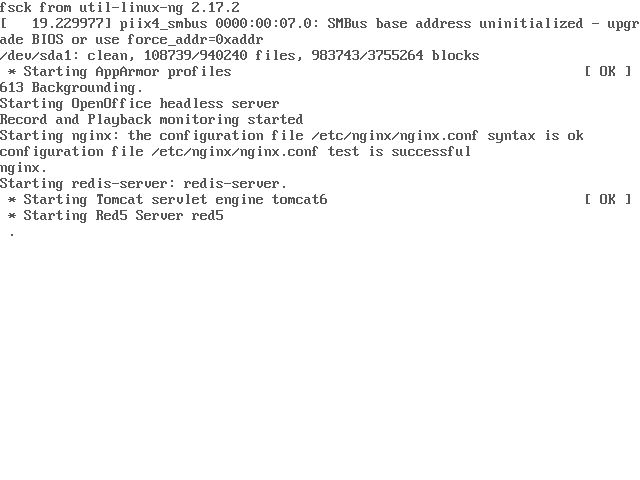 fsck from util-linux-ng 2.17.2
[   19.229977] piix4_smbus 0000:00:07.0: SMBus base address uninitialized - upgr
ade BIOS or use force_addr=0xaddr
/dev/sda1: clean, 108739/940240 files, 983743/3755264 blocks
 * Starting AppArmor profiles                                             [ OK ]
613 Backgrounding.
Starting OpenOffice headless server
Record and Playback monitoring started
Starting nginx: the configuration file /etc/nginx/nginx.conf syntax is ok
configuration file /etc/nginx/nginx.conf test is successful
nginx.
Starting redis-server: redis-server.
 * Starting Tomcat servlet engine tomcat6                                 [ OK ]
 * Starting Red5 Server red5
 .